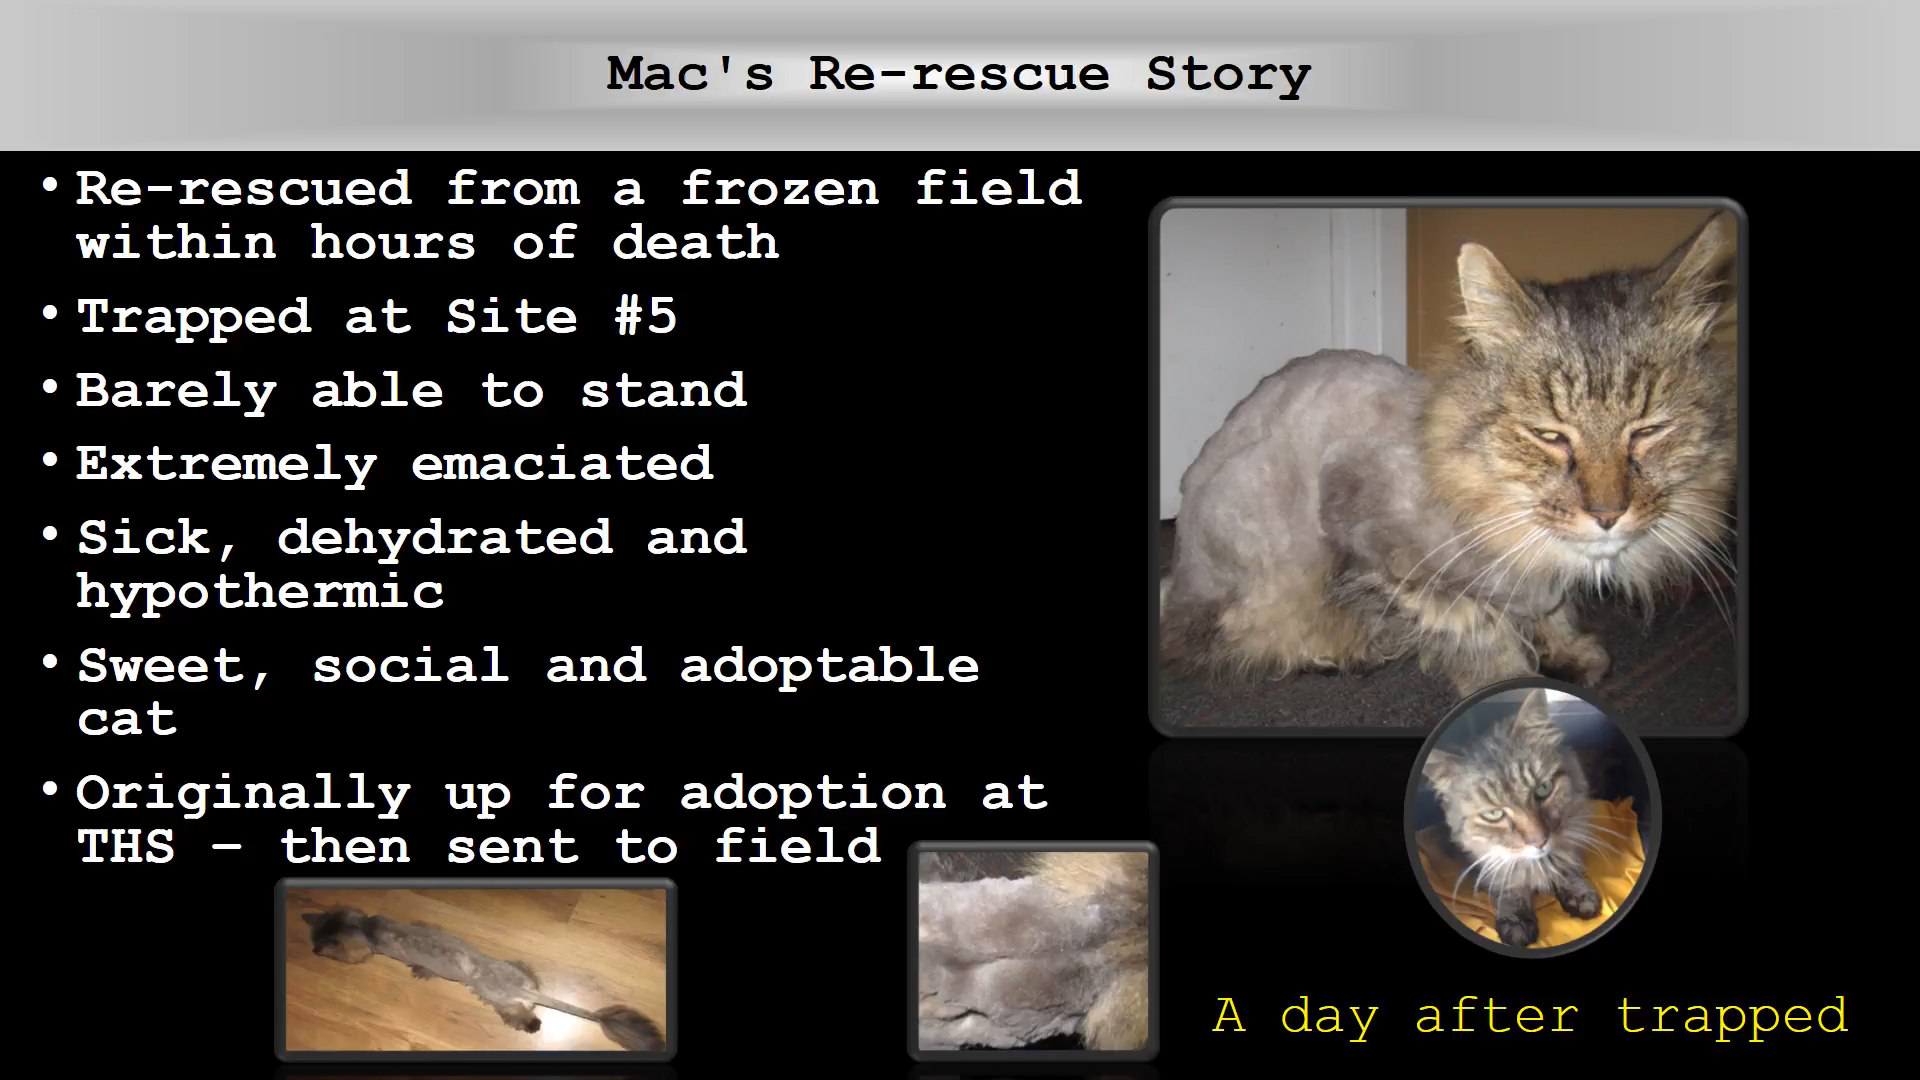 Mac's Re-rescue Story
• Re-rescued from a frozen field
within hours of death
• Trapped at Site #5
• Barely able to stand
• Extremely emaciated
• Sick, dehydrated and
hypothermic
• Sweet, social and adoptable
cat
• Originally up for adoption at
THS – then sent to field
A day after trapped